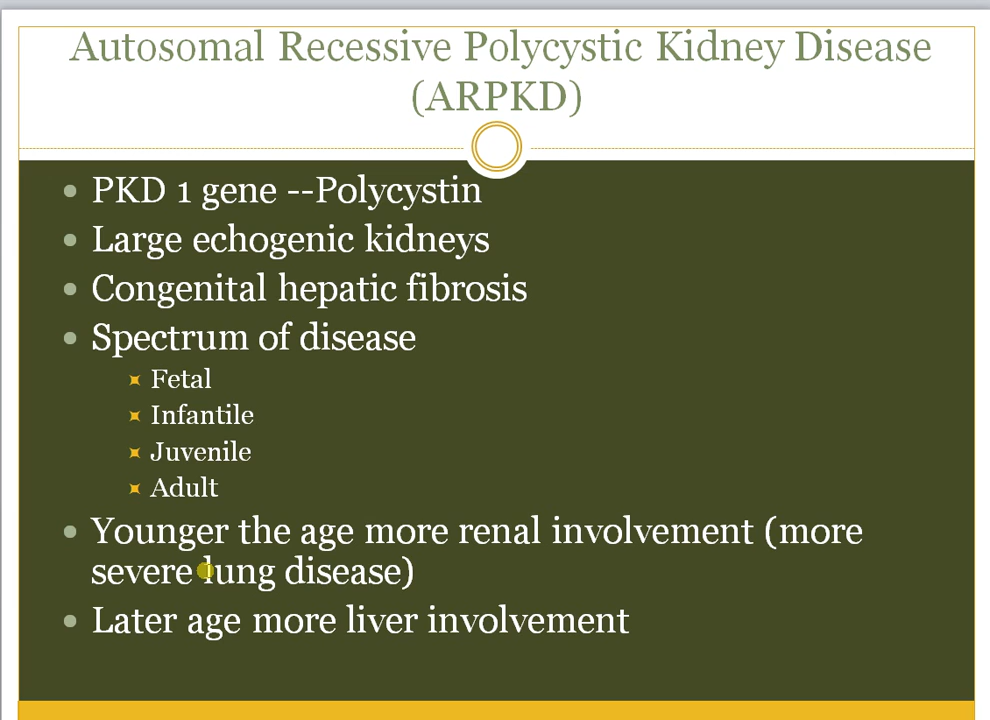 Autosomal Recessive Polycystic Kidney Disease
(ARPKD)
PKD 1 gene --Polycystin
Large echogenic kidneys
Congenital hepatic fibrosis
Spectrum of disease
Fetal
Infantile
Juvenile
Adult
Younger the age more renal involvement (more
severe lung disease)
Later age more liver involvement